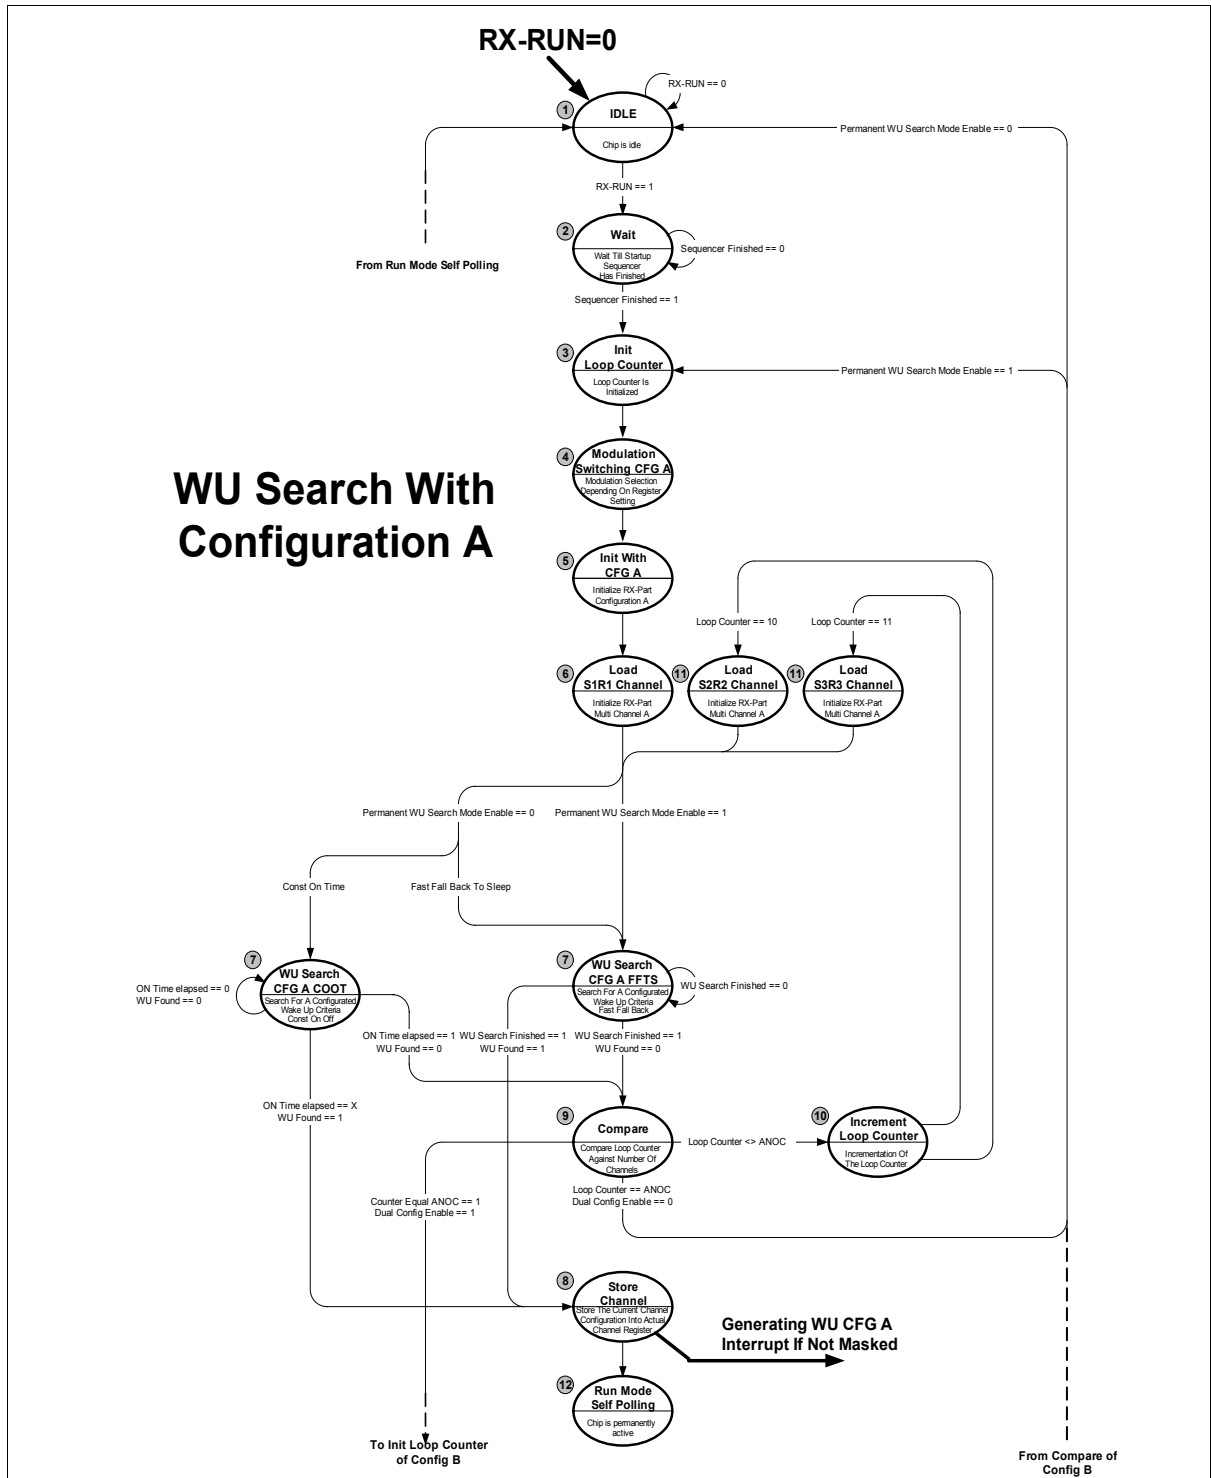 RX-RUN=0
RX-RUN == 0
1
IDLE
Chip is idle
Permanent WU Search Mode Enable == 0
RX-RUN == 1
2
Wait
Wait Till Startup
Sequencer
Has Finished
Sequencer Finished == 0
From Run Mode Self Polling
Sequencer Finished == 1
3
Init
Loop Counter
Loop Counter Is
Initialized
Permanent WU Search Mode Enable == 1
WU Search With
Configuration A
4
Modulation
Switching CFG A
Modulation Selection
Depending On Register
Setting
5
Init With
CFG A
Initialize RX-Part
Configuration A
Loop Counter == 10
Loop Counter == 11
6
Load
S1R1 Channel
Initialize RX-Part
Multi Channel A
11
Load
S2R2 Channel
Initialize RX-Part
Multi Channel A
11
Load
S3R3 Channel
Initialize RX-Part
Multi Channel A
Permanent WU Search Mode Enable == 0
Permanent WU Search Mode Enable == 1
Const On Time
Fast Fall Back To Sleep
7
WU Search
CFG A COOT
Search For A Configurated
Wake Up Criteria
Const On Off
ON Time elapsed == 0
WU Found == 0
7
WU Search
CFG A FFTS
Search For A Configurated
Wake Up Criteria
Fast Fall Back
WU Search Finished == 0
ON Time elapsed == 1
WU Found == 0
WU Search Finished == 1
WU Found == 1
WU Search Finished == 1
WU Found == 0
ON Time elapsed == X
WU Found == 1
9
Compare
Compare Loop Counter
Against Number Of
Channels
Loop Counter <> ANOC
10
Increment
Loop Counter
Incrementation Of
The Loop Counter
Counter Equal ANOC == 1
Dual Config Enable == 1
Loop Counter == ANOC
Dual Config Enable == 0
8
Store
Channel
Store The Current Channel
Configuration Into Actual
Channel Register
Generating WU CFG A
Interrupt If Not Masked
12
Run Mode
Self Polling
Chip is permanently
active
To Init Loop Counter
of Config B
From Compare of
Config B